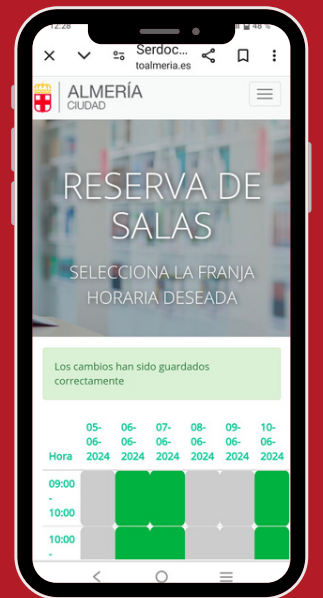 12:28
48 %
Serdoc...
toalmeria.es
ALMERÍA
CIUDAD
RESERVA DE
SALAS
SELECCIONA LA FRANJA
HORARIA DESEADA
Los cambios han sido guardados
correctamente
Hora 05-06-2024 06-06-2024 07-06-2024 08-06-2024 09-06-2024 10-06-2024
09:00
-
10:00
10:00
-